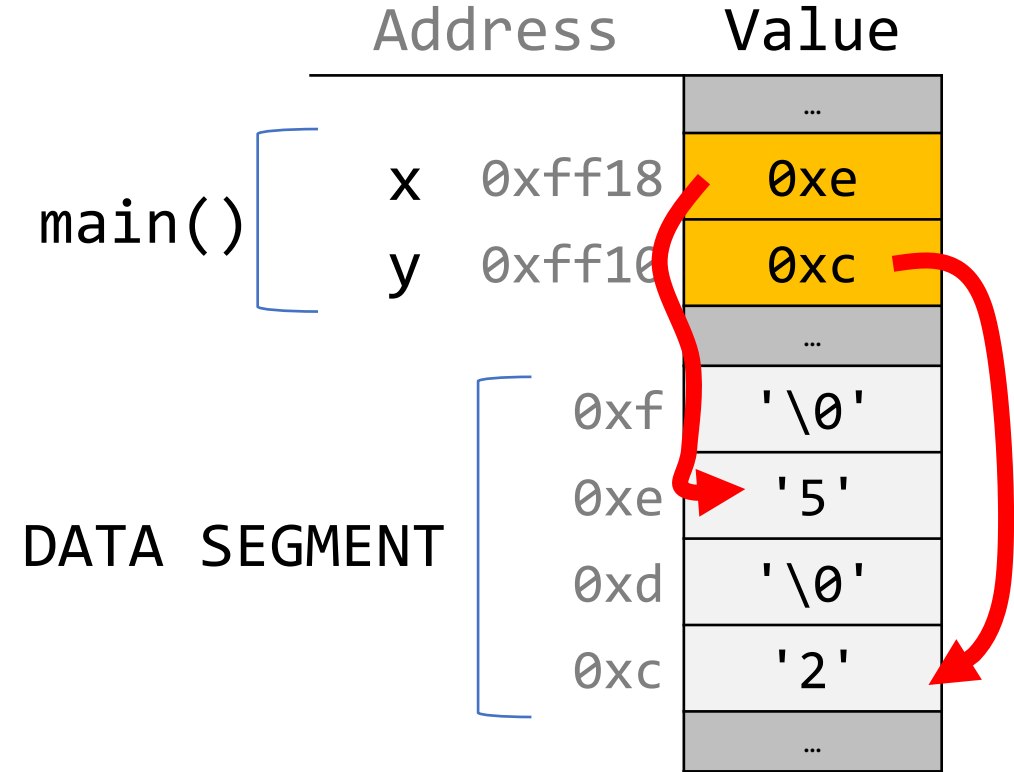 Address Value
…
x 0xff18 0xe
main()
y 0xff10 0xc
…
0xf '\0'
0xe '5'
DATA SEGMENT
0xd '\0'
0xc '2'
…